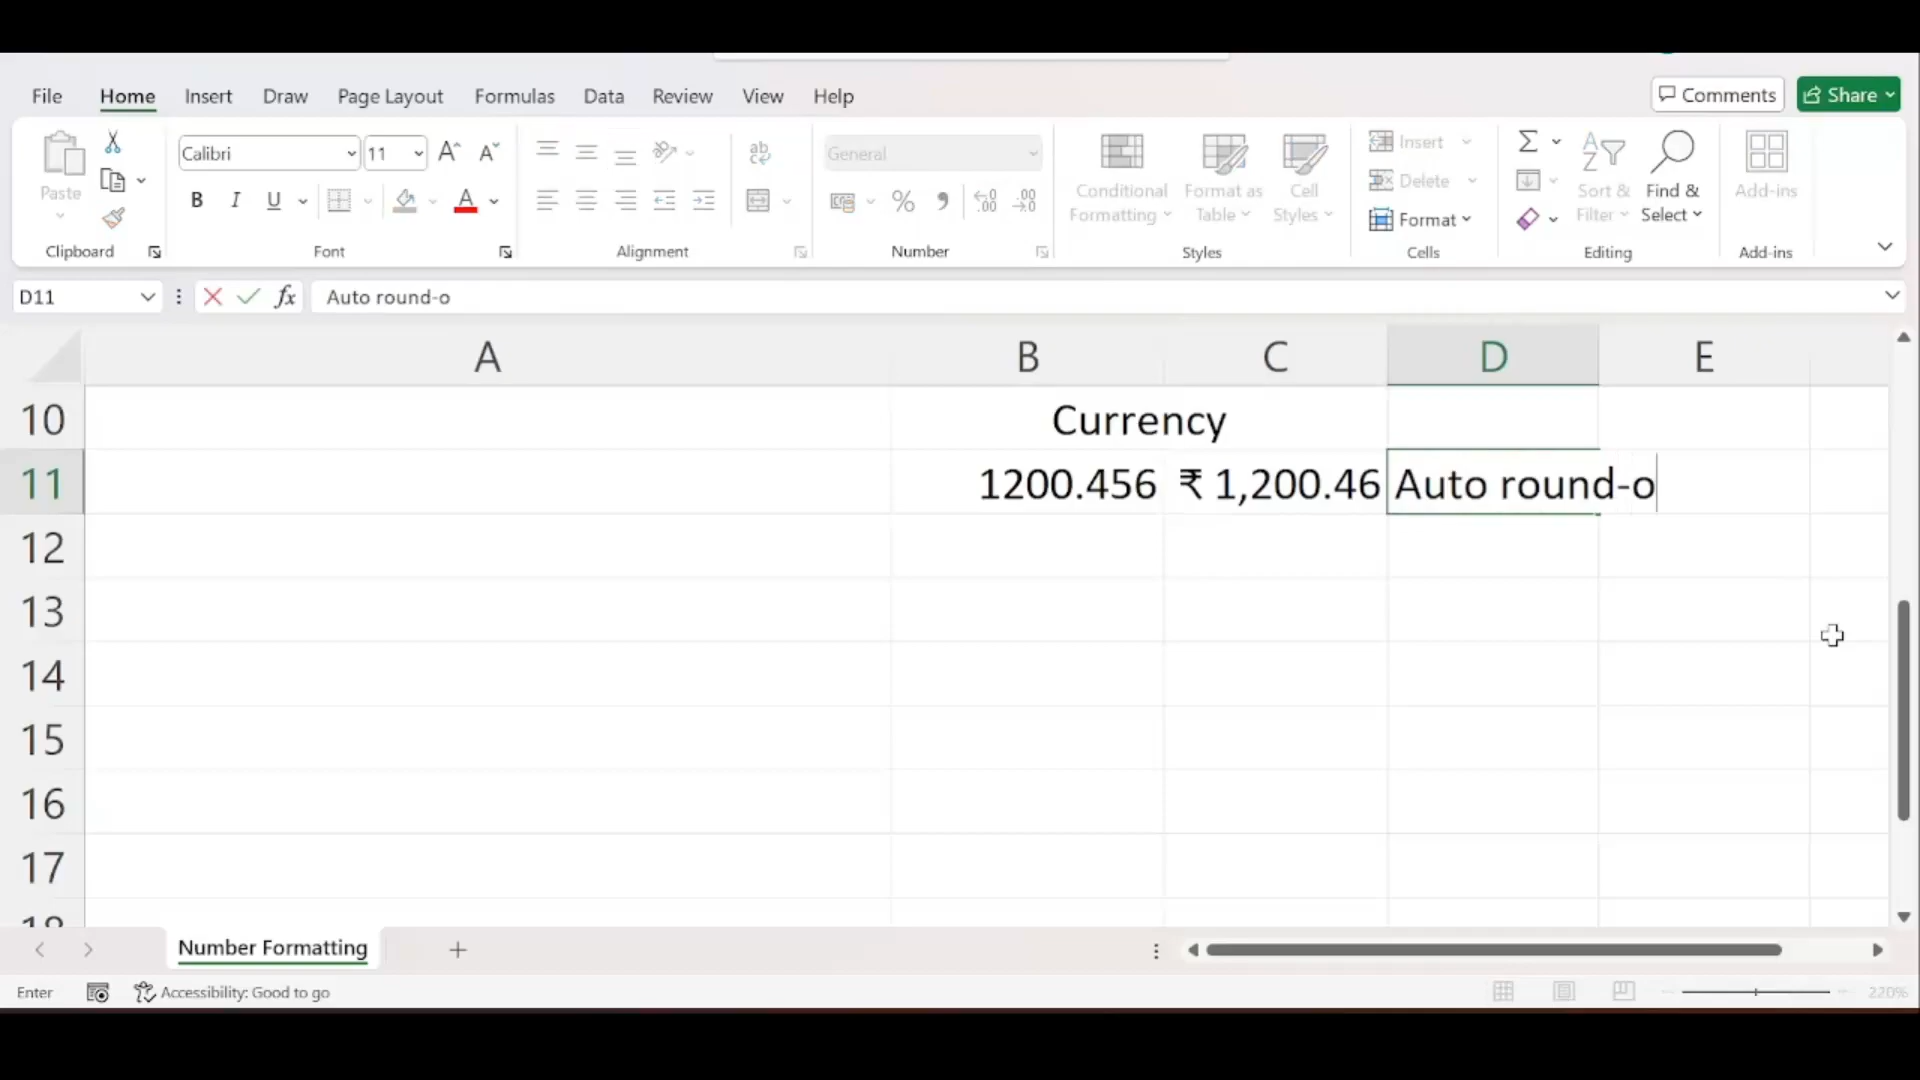 File Home Insert Draw Page Layout Formulas Data Review View Help Comments Share
Calibri 11 A A ab General Insert Σ
Paste Conditional Formatting Format as Table Cell Styles Delete Sort & Filter Find & Select Add-ins
B I U A % , Format
Clipboard Font Alignment Number Styles Cells Editing Add-ins
D11 fx Auto round-o
A B C D E
10 Currency
11 1200.456 ₹ 1,200.46 Auto round-o
12
13
14
15
16
17
Number Formatting
Enter Accessibility: Good to go 220%